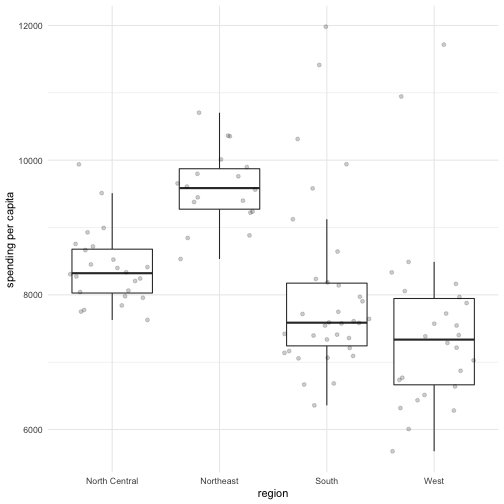 12000
10000
8000
6000
spending per capita
North Central
Northeast
South
West
region